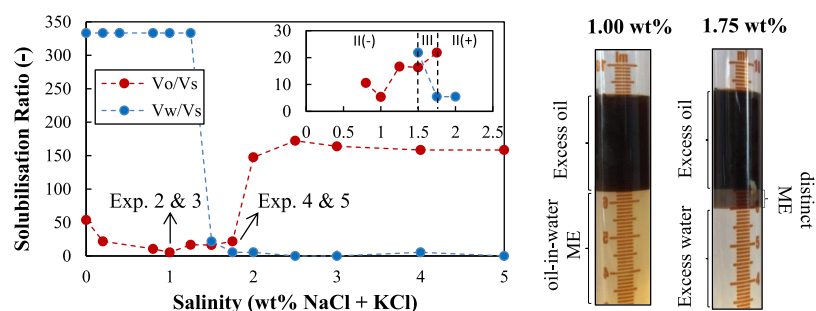 350
300
250
200
150
100
50
0
Solubilisation Ratio (-)
Vo/Vs
Vw/Vs
Exp. 2 & 3
Exp. 4 & 5
0 1 2 3 4 5
Salinity (wt% NaCl + KCl)
30
20
10
0
II(-) III II(+)
0 0.5 1 1.5 2 2.5
1.00 wt%
1.75 wt%
Excess oil
oil-in-water
ME
Excess oil
Excess water
distinct
ME